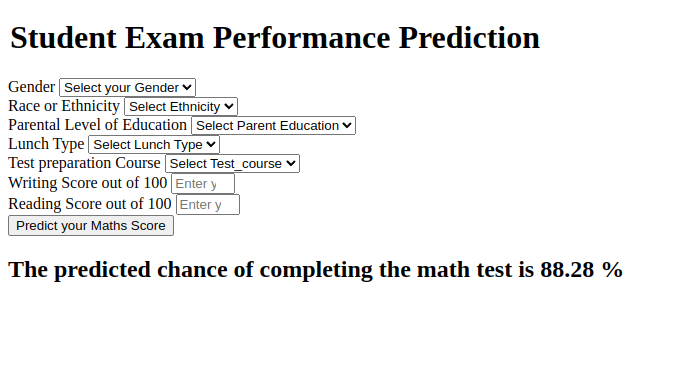 Student Exam Performance Prediction
Gender Select your Gender
Race or Ethnicity Select Ethnicity
Parental Level of Education Select Parent Education
Lunch Type Select Lunch Type
Test preparation Course Select Test_course
Writing Score out of 100 Enter y
Reading Score out of 100 Enter y
Predict your Maths Score
The predicted chance of completing the math test is 88.28 %